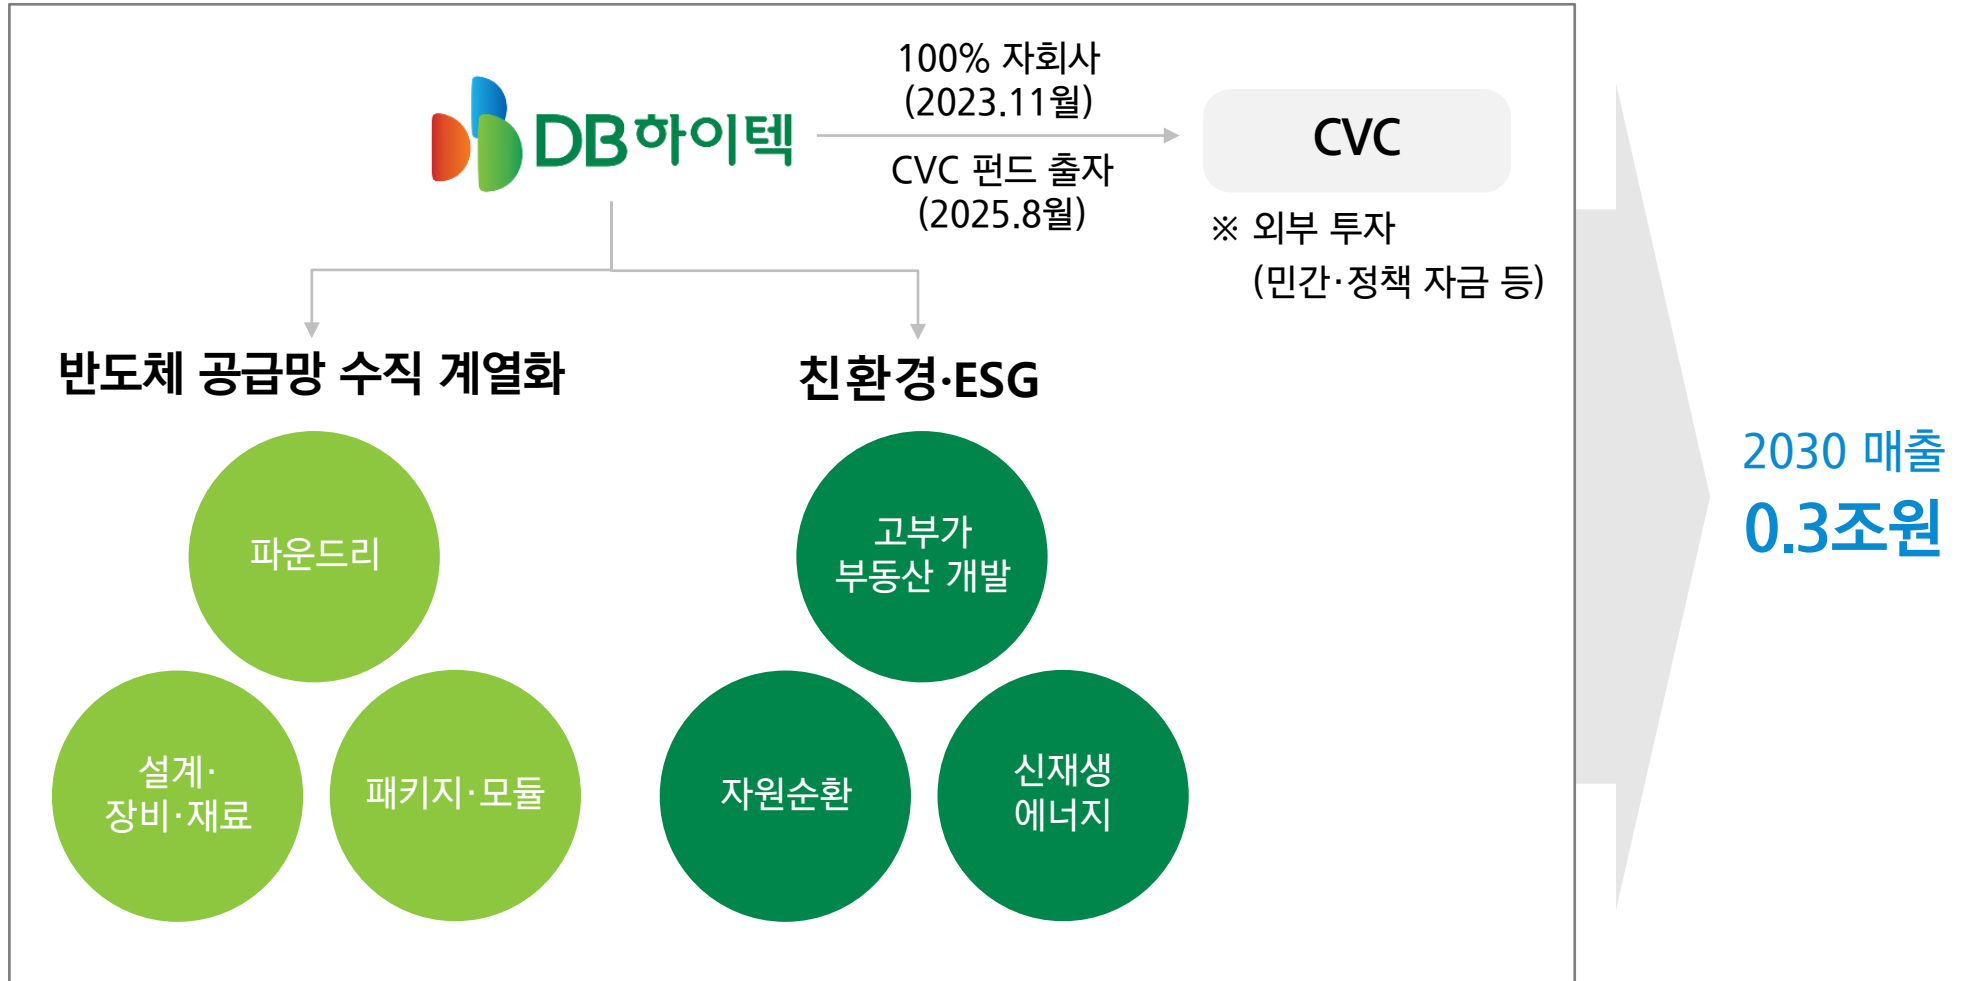 100% 자회사
(2023.11월)
DB하이텍
CVC
CVC 펀드 출자
(2025.8월)
※ 외부 투자
(민간·정책 자금 등)
반도체 공급망 수직 계열화
친환경·ESG
파운드리
설계·
장비·재료
패키지·모듈
고부가
부동산 개발
자원순환
신재생
에너지
2030 매출
0.3조원